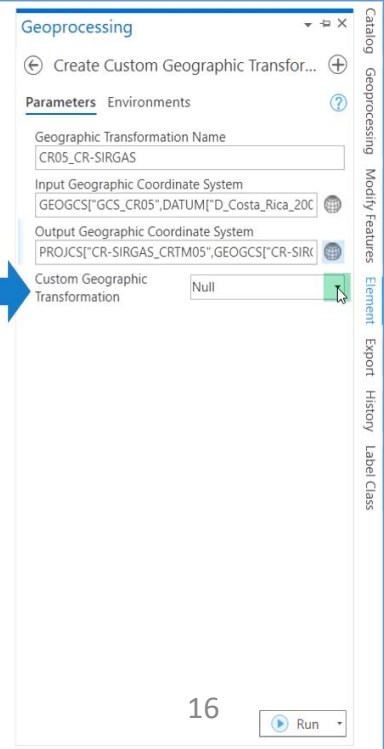 Geoprocessing
Create Custom Geographic Transfor...
Parameters Environments
Geographic Transformation Name
CR05_CR-SIRGAS
Input Geographic Coordinate System
GEOGCS["GCS_CR05",DATUM["D_Costa_Rica_200
Output Geographic Coordinate System
PROJCS["CR-SIRGAS_CRTM05",GEOGCS["CR-SIRG
Custom Geographic
Transformation
Null
16
Run
Catalog
Geoprocessing
Modify Features
Element
Export
History
Label Class